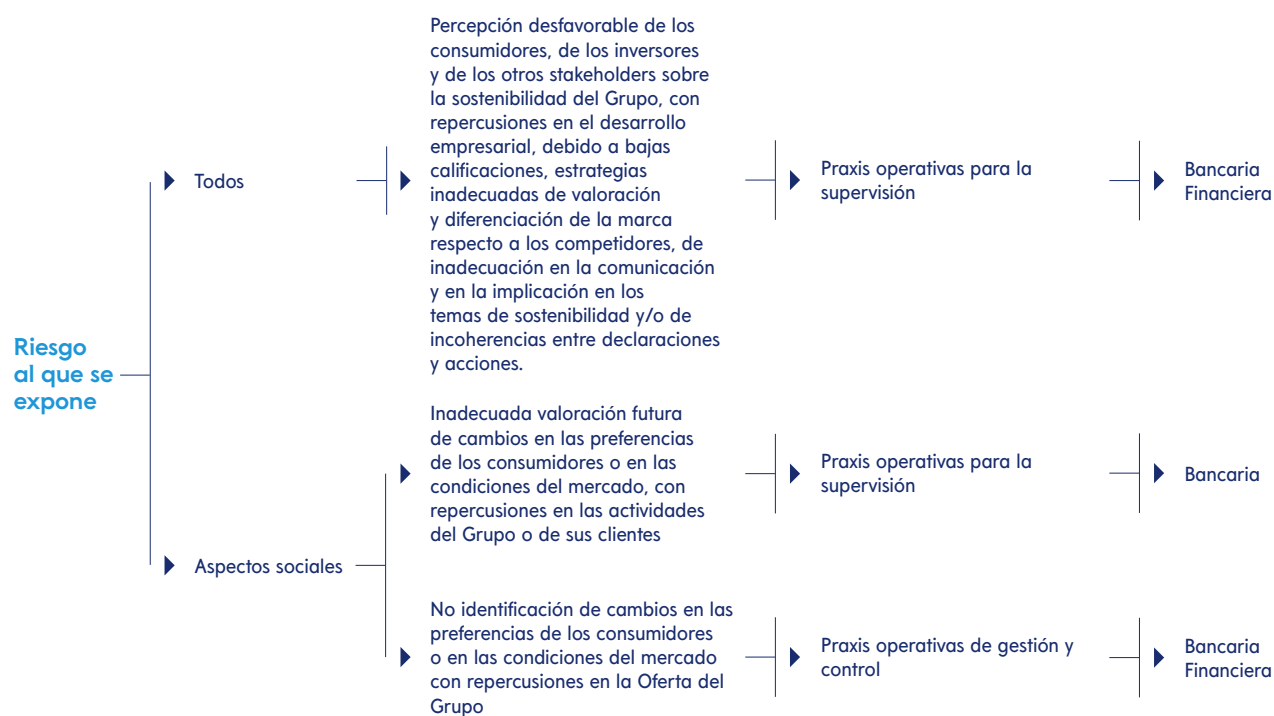 Riesgo
al que se
expone
Todos
Percepción desfavorable de los
consumidores, de los inversores
y de los otros stakeholders sobre
la sostenibilidad del Grupo, con
repercusiones en el desarrollo
empresarial, debido a bajas
calificaciones, estrategias
inadecuadas de valoración
y diferenciación de la marca
respecto a los competidores, de
inadecuación en la comunicación
y en la implicación en los
temas de sostenibilidad y/o de
incoherencias entre declaraciones
y acciones.
Praxis operativas para la
supervisión
Bancaria
Financiera
Aspectos sociales
Inadecuada valoración futura
de cambios en las preferencias
de los consumidores o en las
condiciones del mercado, con
repercusiones en las actividades
del Grupo o de sus clientes
Praxis operativas para la
supervisión
Bancaria
No identificación de cambios en las
preferencias de los consumidores
o en las condiciones del mercado
con repercusiones en la Oferta del
Grupo
Praxis operativas de gestión y
control
Bancaria
Financiera